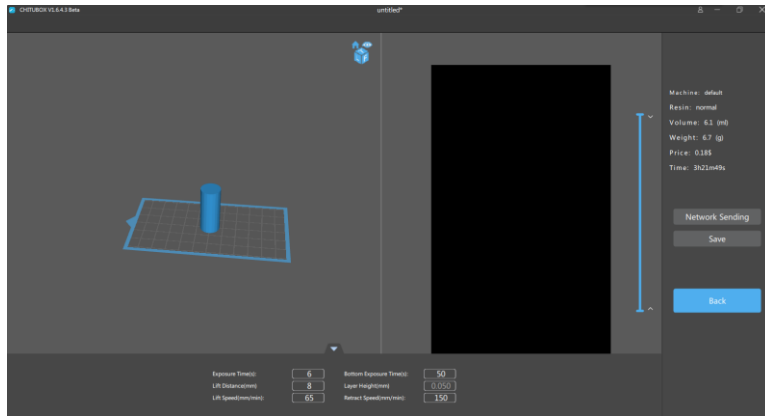 CHITUBOX V1.6.4.3 Beta
untitled*
Machine: default
Resin: normal
Volume: 6.1 (ml)
Weight: 6.7 (g)
Price: 0.18$
Time: 3h21m49s
Network Sending
Save
Back
Exposure Time(s): 6 Bottom Exposure Time(s): 50
Lift Distance(mm) 8 Layer Height(mm) 0.050
Lift Speed(mm/min): 65 Retract Speed(mm/min): 150